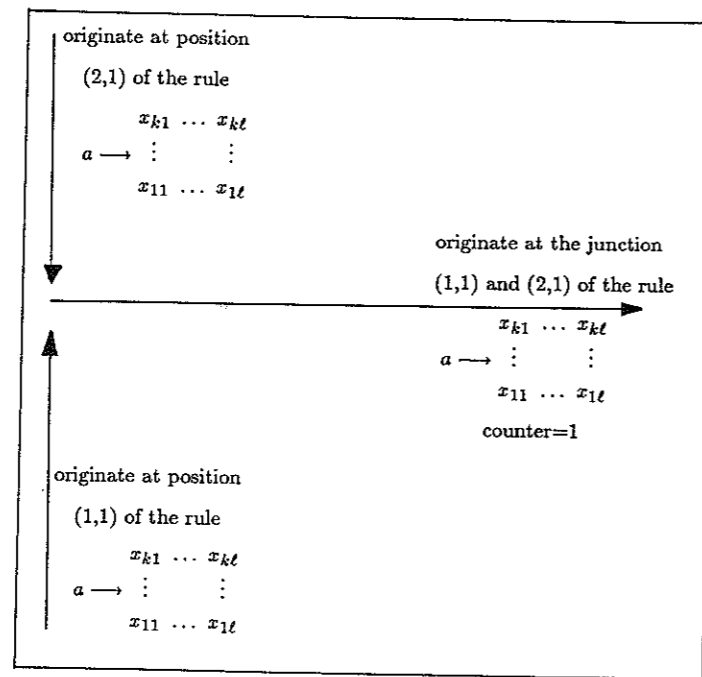 originate at position
(2,1) of the rule
x_{k1} ... x_{kℓ}
a ⟶ ⋮ ⋮
x_{11} ... x_{1ℓ}
originate at the junction
(1,1) and (2,1) of the rule
x_{k1} ... x_{kℓ}
a ⟶ ⋮ ⋮
x_{11} ... x_{1ℓ}
counter=1
originate at position
(1,1) of the rule
x_{k1} ... x_{kℓ}
a ⟶ ⋮ ⋮
x_{11} ... x_{1ℓ}